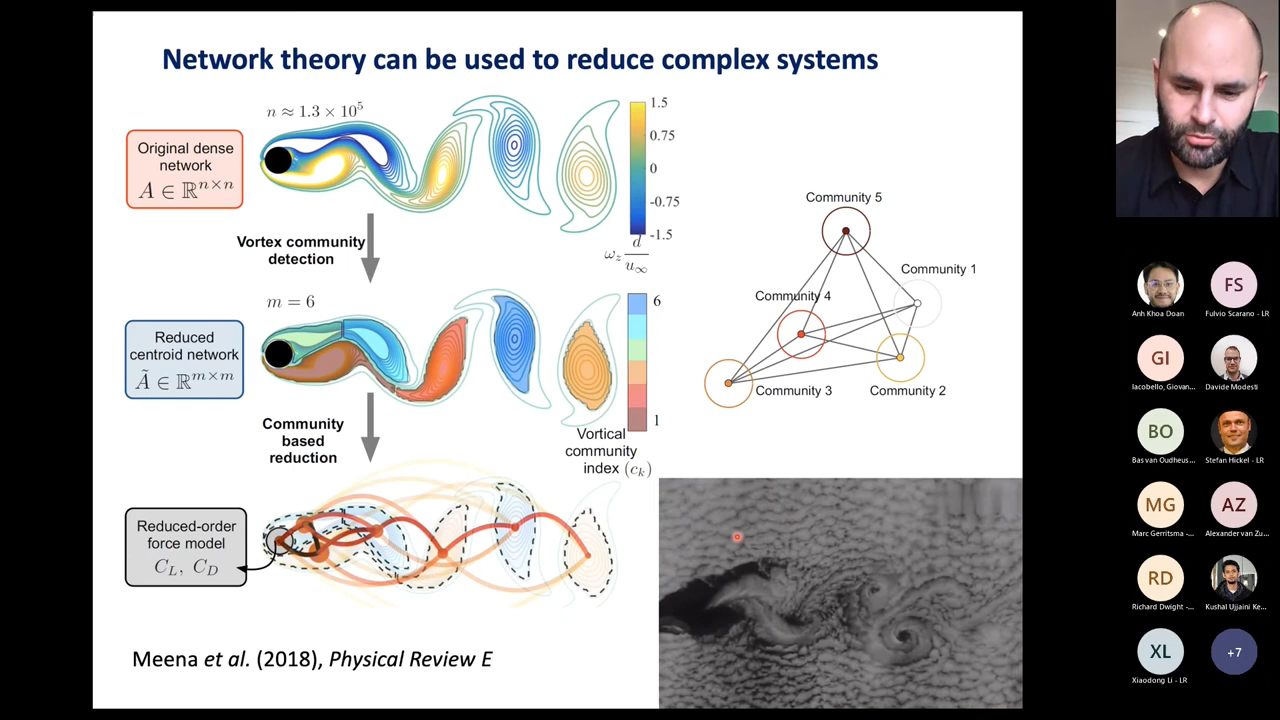 Network theory can be used to reduce complex systems
n ≈ 1.3 × 10⁵
Original dense
network
A ∈ ℝⁿˣⁿ
1.5
0.75
0
-0.75
-1.5
ω_z d/u_∞
Vortex community
detection
m = 6
Reduced
centroid network
Ã ∈ ℝᵐˣᵐ
6
1
Vortical
community
index (c_k)
Community
based
reduction
Reduced-order
force model
C_L, C_D
Meena et al. (2018), Physical Review E
Community 5
Community 1
Community 4
Community 3
Community 2
Anh Khoa Doan
FS
Fulvio Scarano - LR
GI
Iacobello, Giovan...
Davide Modesti
BO
Bas van Oudheus...
Stefan Hickel - LR
MG
Marc Gerritsma -...
AZ
Alexander van Zu...
RD
Richard Dwight -...
Kushal Ujjaini Ke...
XL
Xiaodong Li - LR
+7